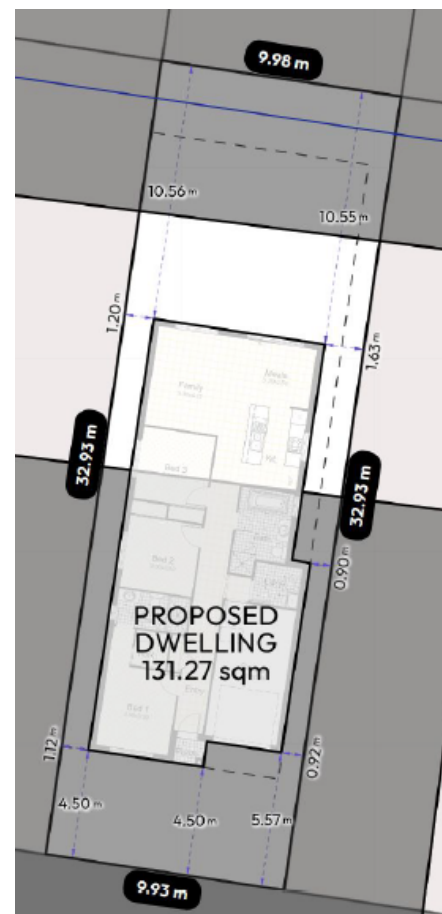 9.98 m
10.56 m
10.55 m
1.20 m
1.63 m
Family
Meals
Bed 3
32.93 m
32.93 m
Bed 2
0.90 m
PROPOSED
DWELLING
131.27 sqm
Entry
Bed 1
Porch
1.12 m
0.92 m
4.50 m
4.50 m
5.57 m
9.93 m